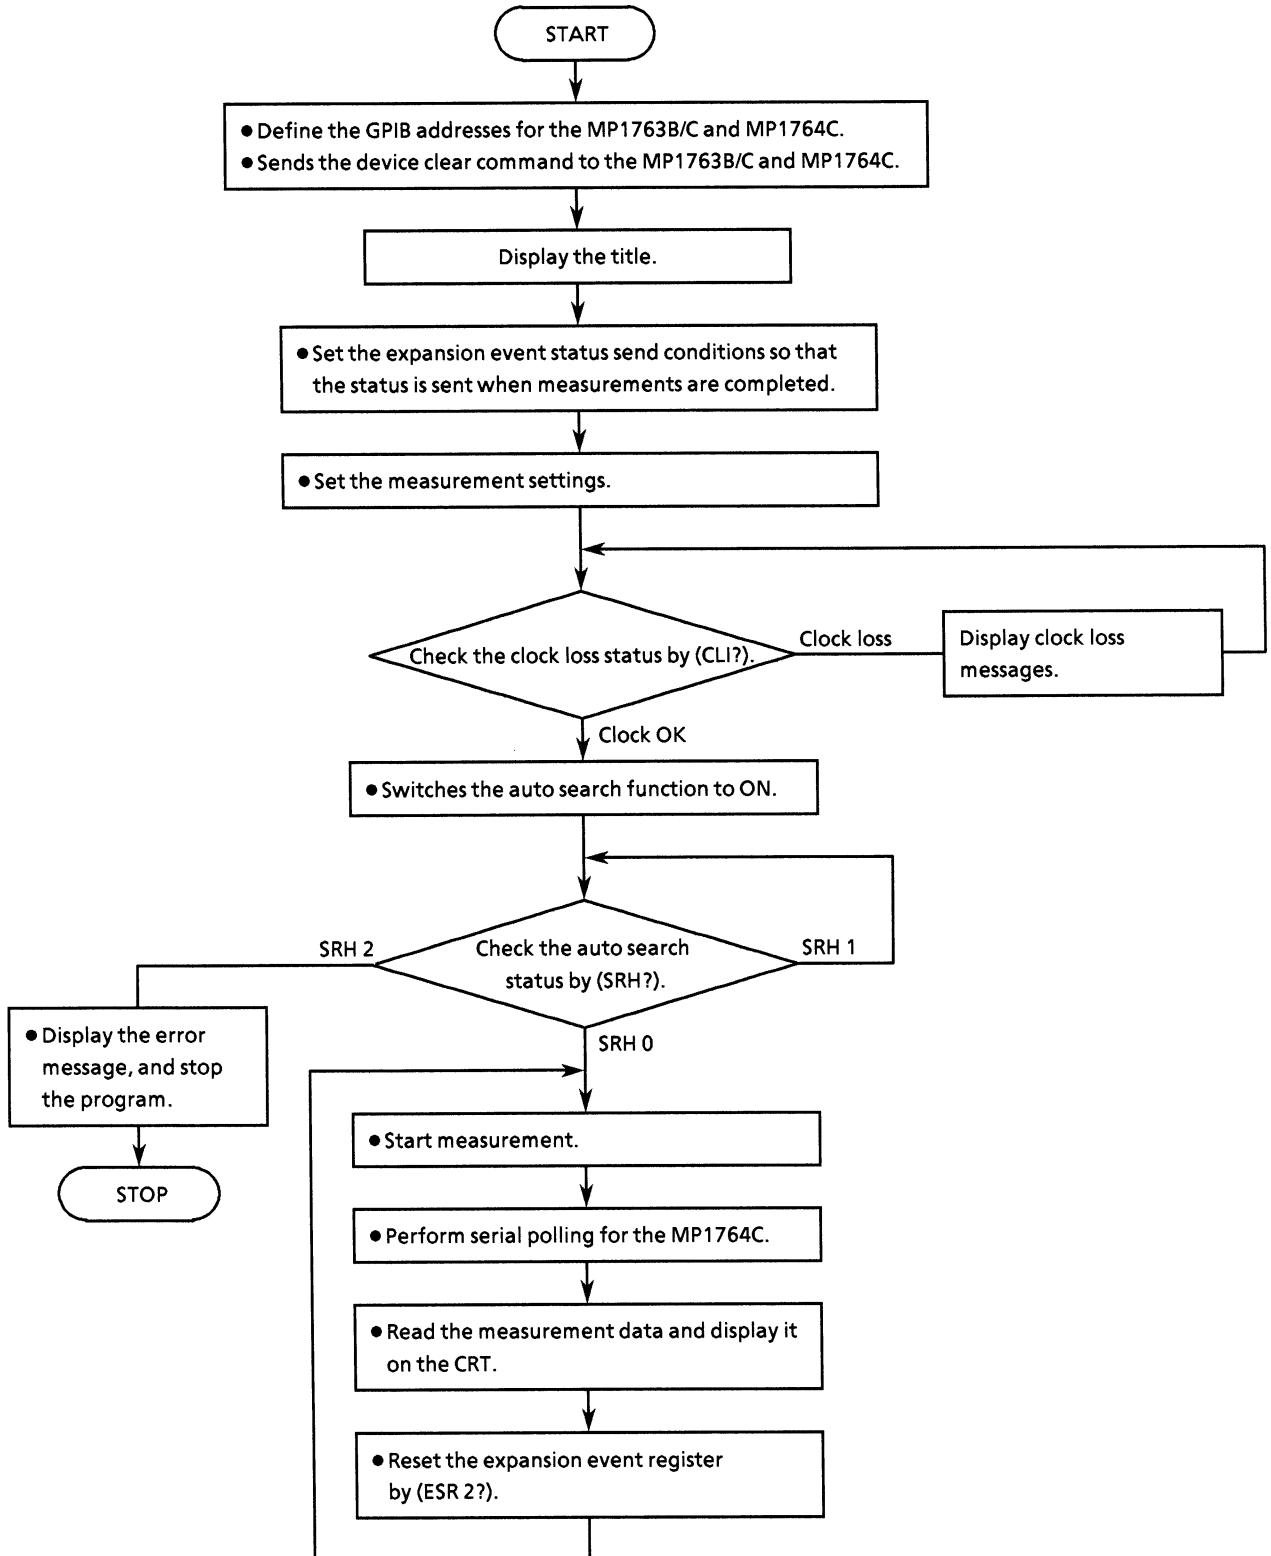 START
● Define the GPIB addresses for the MP1763B/C and MP1764C.
● Sends the device clear command to the MP1763B/C and MP1764C.
Display the title.
● Set the expansion event status send conditions so that
the status is sent when measurements are completed.
● Set the measurement settings.
Check the clock loss status by (CLI?).
Clock loss
Display clock loss
messages.
Clock OK
● Switches the auto search function to ON.
SRH 2
Check the auto search
status by (SRH?).
SRH 1
● Display the error
message, and stop
the program.
SRH 0
STOP
● Start measurement.
● Perform serial polling for the MP1764C.
● Read the measurement data and display it
on the CRT.
● Reset the expansion event register
by (ESR 2?).